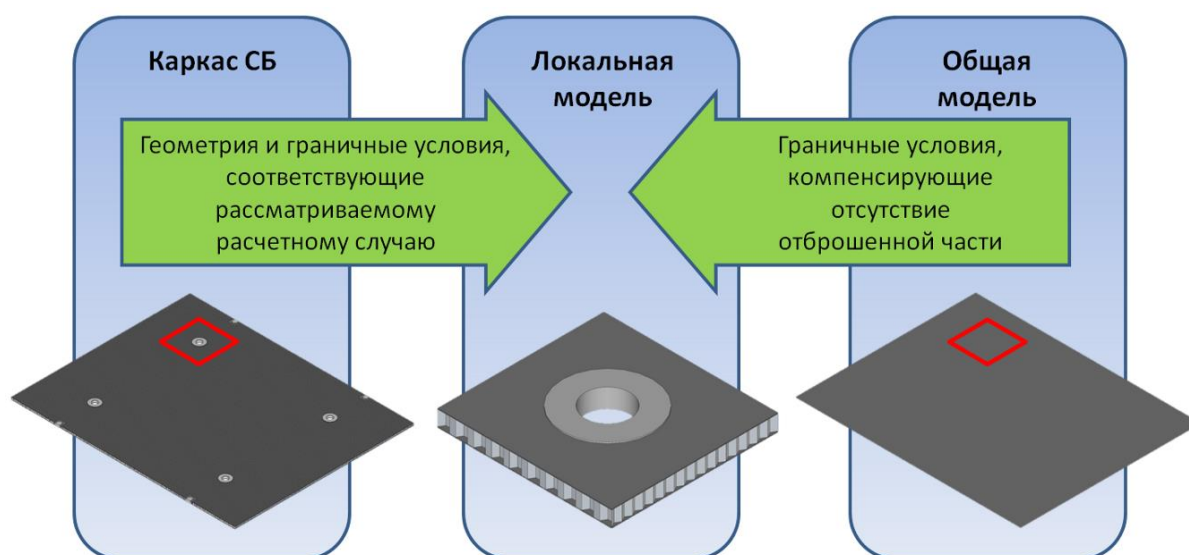 Каркас СБ
Геометрия и граничные условия,
соответствующие
рассматриваемому
расчетному случаю
Локальная
модель
Общая
модель
Граничные условия,
компенсирующие
отсутствие
отброшенной части